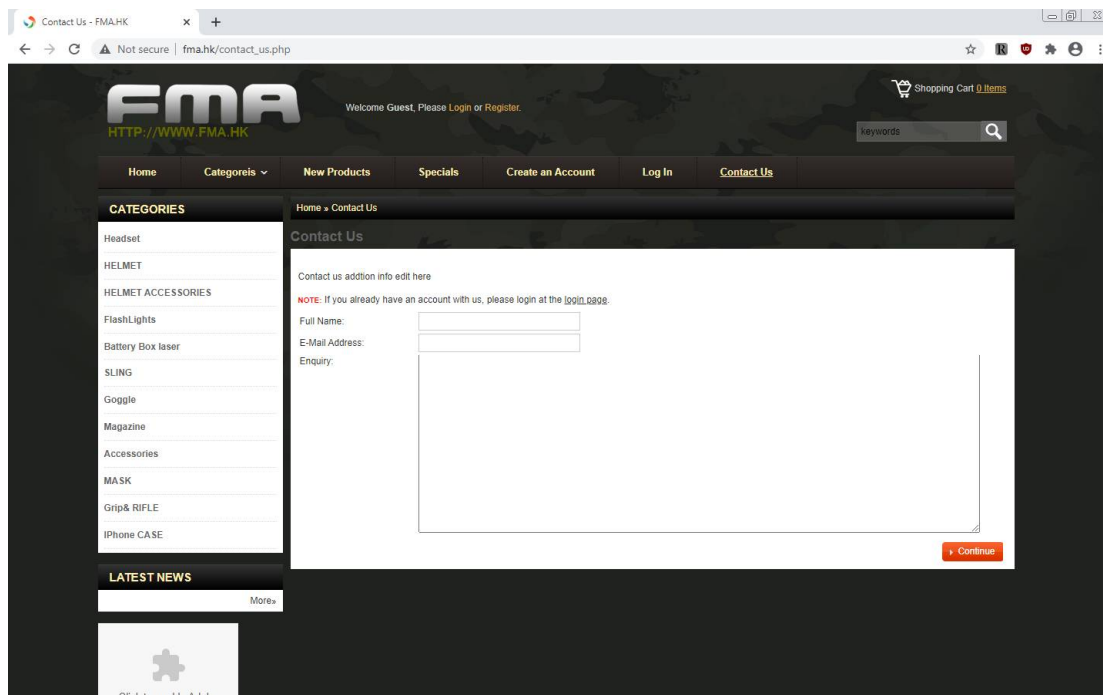 Contact Us - FMA.HK
Not secure | fma.hk/contact_us.php
FMA
HTTP://WWW.FMA.HK
Welcome Guest, Please Login or Register.
Shopping Cart 0 Items
keywords
Home Categoreis New Products Specials Create an Account Log In Contact Us
CATEGORIES
Headset
HELMET
HELMET ACCESSORIES
FlashLights
Battery Box laser
SLING
Goggle
Magazine
Accessories
MASK
Grip& RIFLE
IPhone CASE
LATEST NEWS
More»
Home » Contact Us
Contact Us
Contact us addtion info edit here
NOTE: If you already have an account with us, please login at the login page.
Full Name:
E-Mail Address:
Enquiry:
Continue